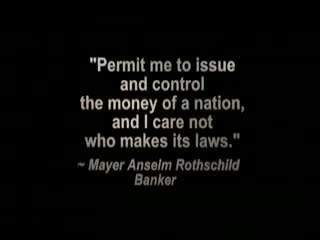 "Permit me to issue
and control
the money of a nation,
and I care not
who makes its laws."
~ Mayer Anselm Rothschild
Banker